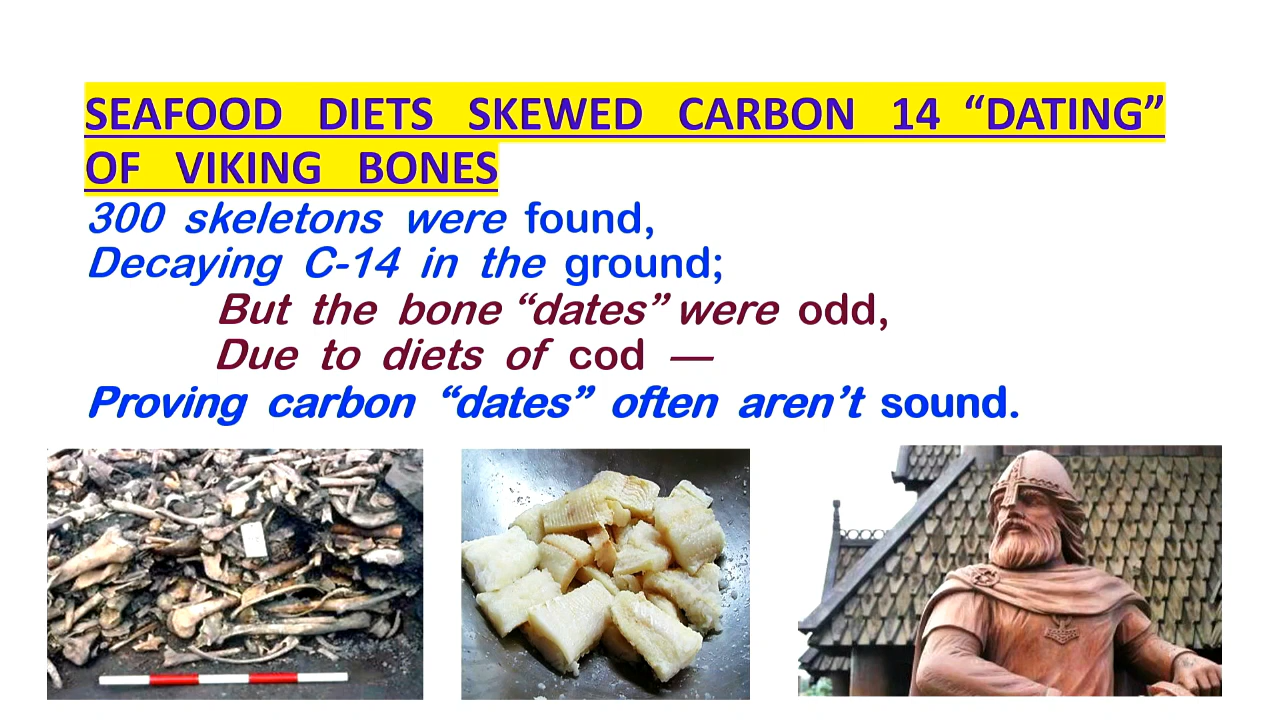 SEAFOOD DIETS SKEWED CARBON 14 “DATING”
OF VIKING BONES
300 skeletons were found,
Decaying C-14 in the ground;
But the bone “dates” were odd,
Due to diets of cod —
Proving carbon “dates” often aren’t sound.